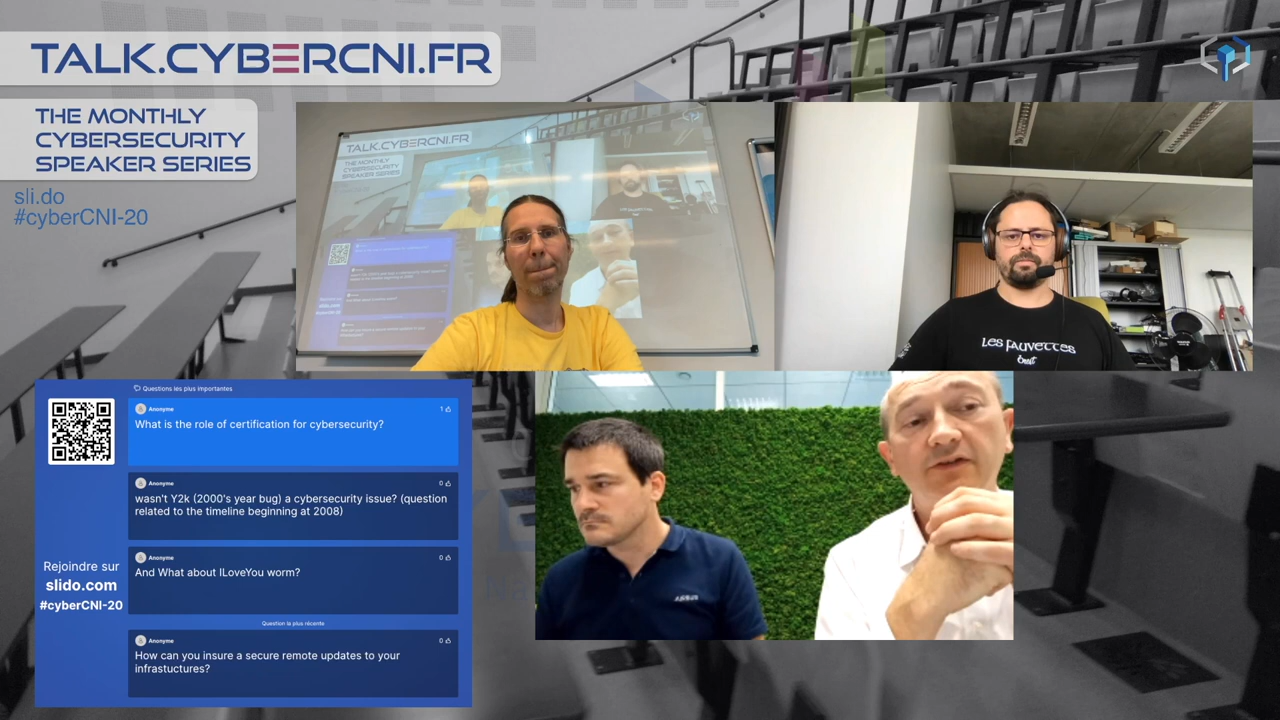 TALK.CYBERCNI.FR
THE MONTHLY
CYBERSECURITY
SPEAKER SERIES
sli.do
#cyberCNI-20
TALK.CYBERCNI.FR
THE MONTHLY
CYBERSECURITY
SPEAKER SERIES
LES FAUVETTES
Brest
Questions les plus importantes
Anonyme
1
What is the role of certification for cybersecurity?
Anonyme
0
wasn't Y2k (2000's year bug) a cybersecurity issue? (question
related to the timeline beginning at 2008)
Anonyme
0
And What about ILoveYou worm?
Rejoindre sur
slido.com
#cyberCNI-20
Question la plus récente
Anonyme
0
How can you insure a secure remote updates to your
infrastuctures?